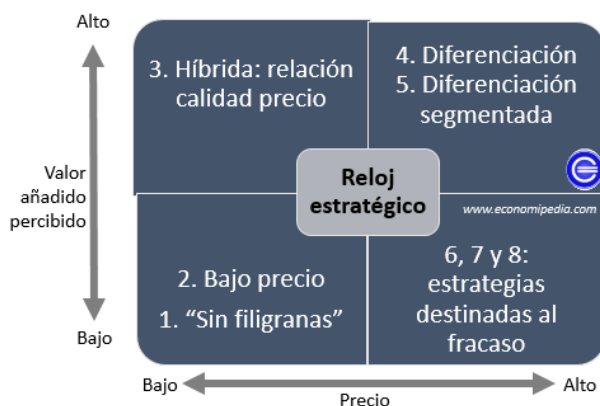 Alto
3. Híbrida: relación
calidad precio
4. Diferenciación
5. Diferenciación
segmentada
Valor
añadido
percibido
Reloj
estratégico
www.economipedia.com
2. Bajo precio
1. “Sin filigranas”
6, 7 y 8:
estrategias
destinadas al
fracaso
Bajo
Bajo
Precio
Alto